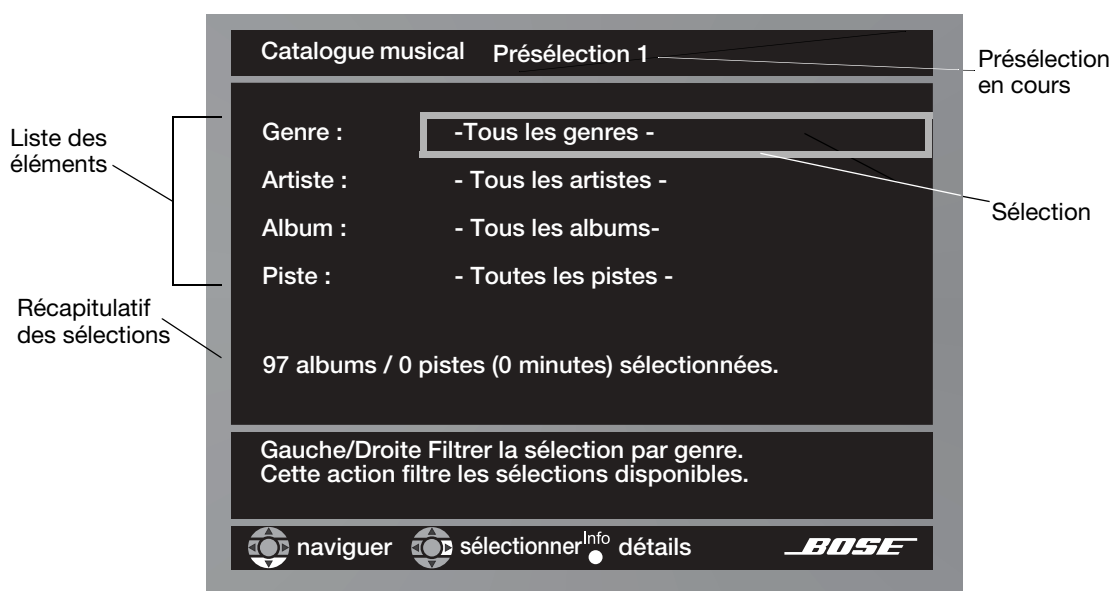 Catalogue musical Présélection 1
Présélection
en cours
Liste des
éléments
Genre : -Tous les genres -
Artiste : - Tous les artistes -
Album : - Tous les albums-
Piste : - Toutes les pistes -
Sélection
Récapitulatif
des sélections
97 albums / 0 pistes (0 minutes) sélectionnées.
Gauche/Droite Filtrer la sélection par genre.
Cette action filtre les sélections disponibles.
naviguer sélectionner Info détails BOSE